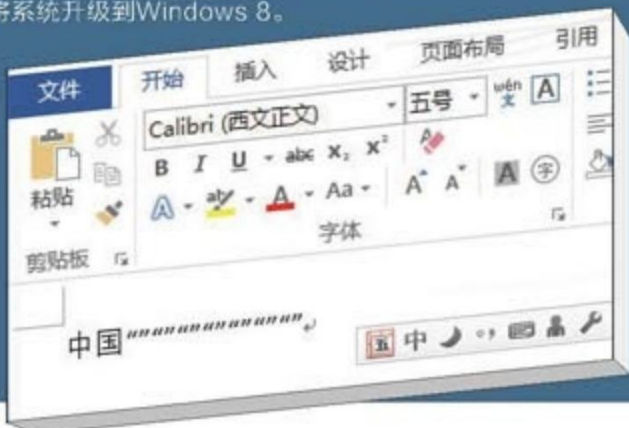 将系统升级到Windows 8。
文件 开始 插入 设计 页面布局 引用
Calibri (西文正文) 五号 wén 文 A
粘贴 B I U abc X₂ X²
A aby A Aa A A A 字
剪贴板 字体
中国“”“”“”“”“”“”“”
五 中